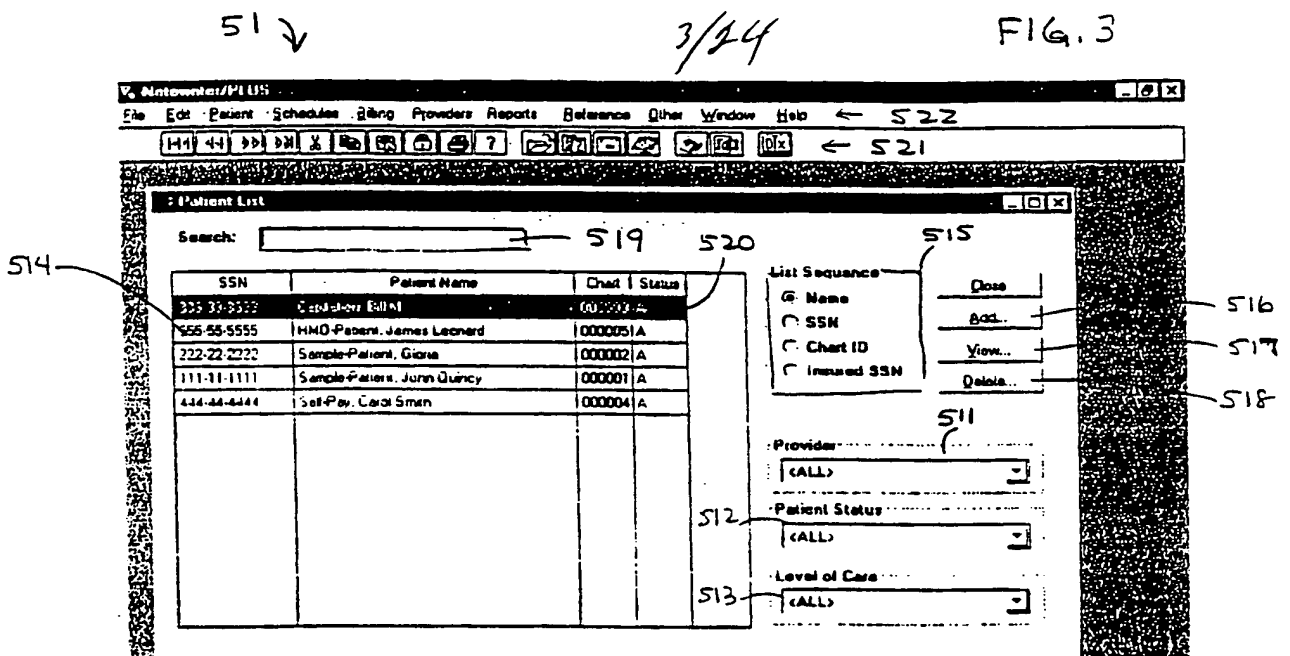 51
3/24
FIG. 3
Notewriter/PLUS
File Edit Patient Schedules Billing Providers Reports Reference Other Window Help ← 522
? ← 521
Patient List
Search: 519 520
514
SSN Patient Name Chart Status
Bill M A
555-55-5555 HMO-Patient, James Leonard 000005 A
222-22-2222 Sample-Patient, Gloria 000002 A
111-11-1111 Sample-Patient, John Quincy 000001 A
444-44-4444 Self-Pay, Carol Smith 000004 A
515
List Sequence
Name
SSN
Chart ID
Insured SSN
Close
Add... 516
View... 517
Delete... 518
511
Provider
<ALL>
512
Patient Status
<ALL>
Level of Care
513
<ALL>